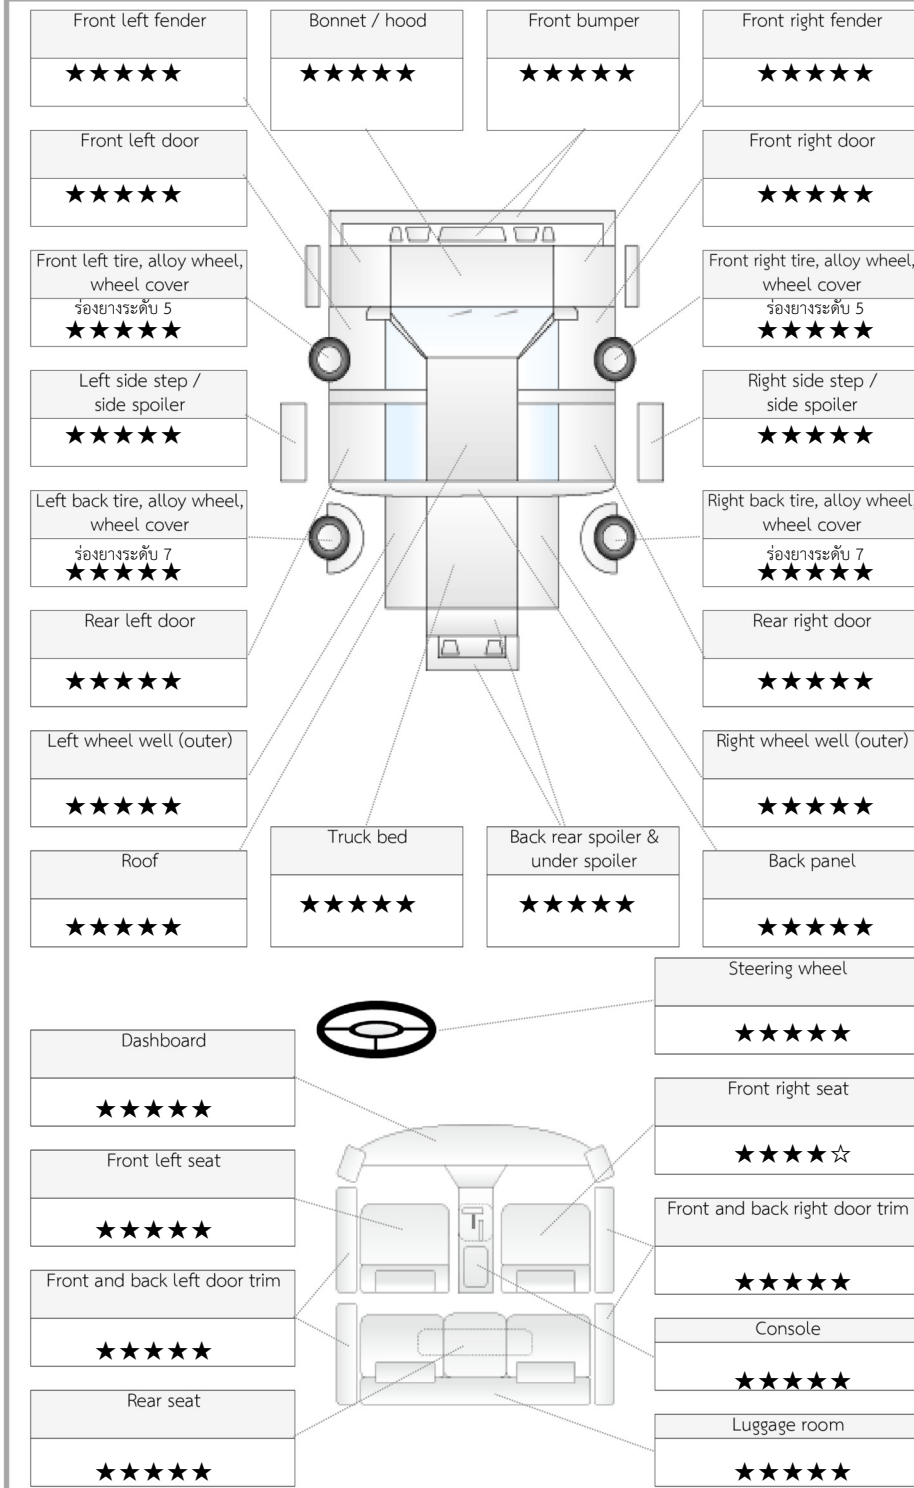 Front left fender
★★★★★
Bonnet / hood
★★★★★
Front bumper
★★★★★
Front right fender
★★★★★
Front left door
★★★★★
Front right door
★★★★★
Front left tire, alloy wheel,
wheel cover
ร่องยางระดับ 5
★★★★★
Front right tire, alloy wheel,
wheel cover
ร่องยางระดับ 5
★★★★★
Left side step /
side spoiler
★★★★★
Right side step /
side spoiler
★★★★★
Left back tire, alloy wheel,
wheel cover
ร่องยางระดับ 7
★★★★★
Right back tire, alloy wheel,
wheel cover
ร่องยางระดับ 7
★★★★★
Rear left door
★★★★★
Rear right door
★★★★★
Left wheel well (outer)
★★★★★
Right wheel well (outer)
★★★★★
Roof
★★★★★
Truck bed
★★★★★
Back rear spoiler &
under spoiler
★★★★★
Back panel
★★★★★
Steering wheel
★★★★★
Dashboard
★★★★★
Front right seat
★★★★☆
Front left seat
★★★★★
Front and back right door trim
★★★★★
Front and back left door trim
★★★★★
Console
★★★★★
Rear seat
★★★★★
Luggage room
★★★★★